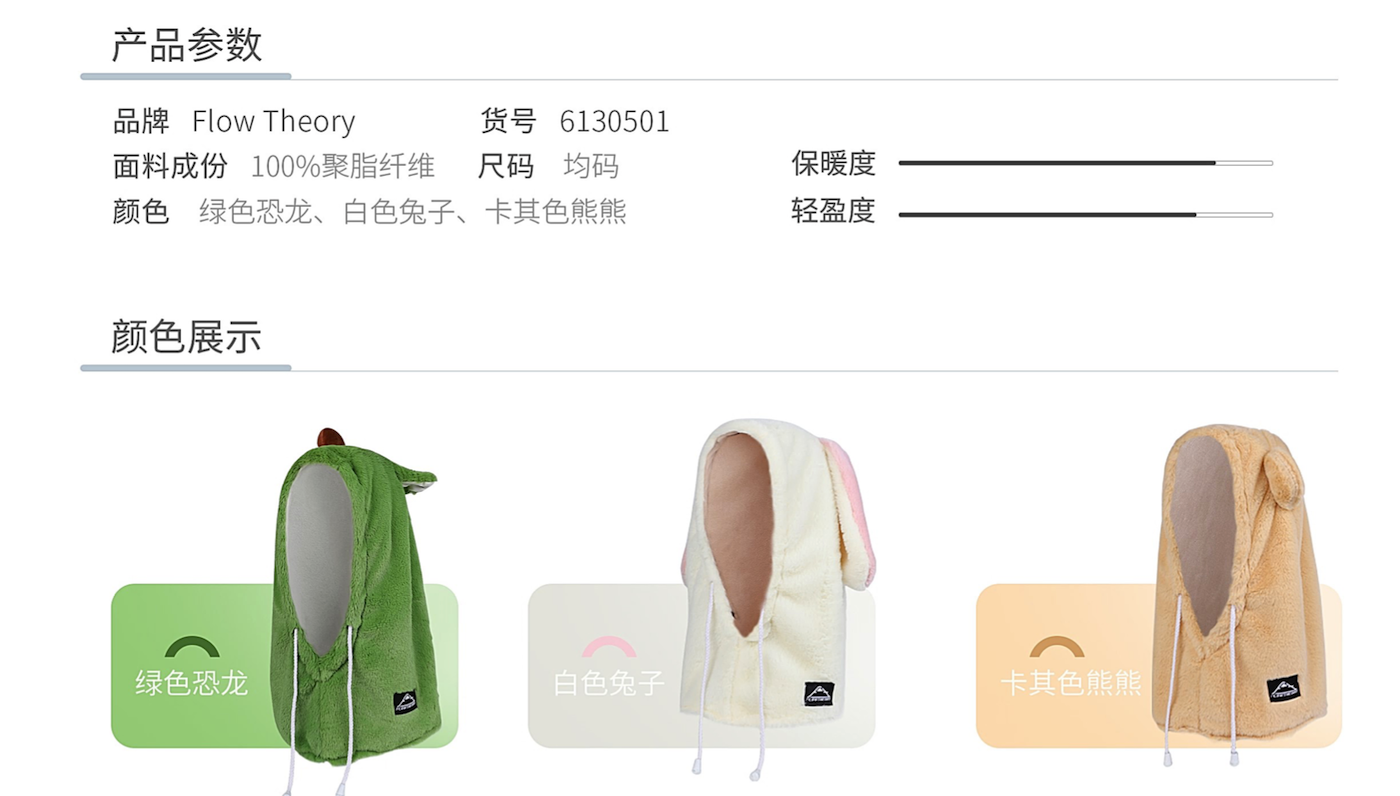 产品参数
品牌 Flow Theory 货号 6130501
面料成份 100%聚脂纤维 尺码 均码
颜色 绿色恐龙、白色兔子、卡其色熊熊
保暖度
轻盈度
颜色展示
绿色恐龙
白色兔子
卡其色熊熊